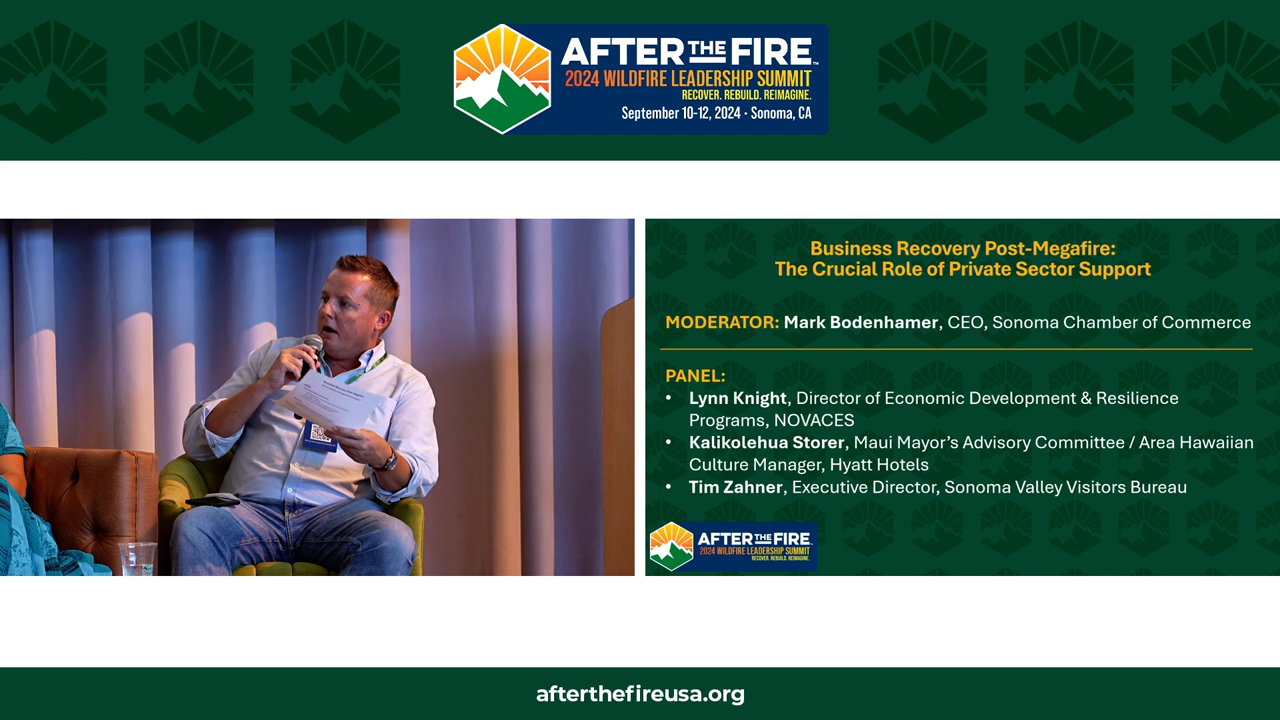 AFTER THE FIRE™
2024 WILDFIRE LEADERSHIP SUMMIT
RECOVER. REBUILD. REIMAGINE.
September 10-12, 2024 · Sonoma, CA
Business Recovery Post-Megafire:
The Crucial Role of Private Sector Support
MODERATOR: Mark Bodenhamer, CEO, Sonoma Chamber of Commerce
PANEL:
• Lynn Knight, Director of Economic Development & Resilience
Programs, NOVACES
• Kalikolehua Storer, Maui Mayor’s Advisory Committee / Area Hawaiian
Culture Manager, Hyatt Hotels
• Tim Zahner, Executive Director, Sonoma Valley Visitors Bureau
AFTER THE FIRE
2024 WILDFIRE LEADERSHIP SUMMIT
RECOVER. REBUILD. REIMAGINE.
afterthefireusa.org